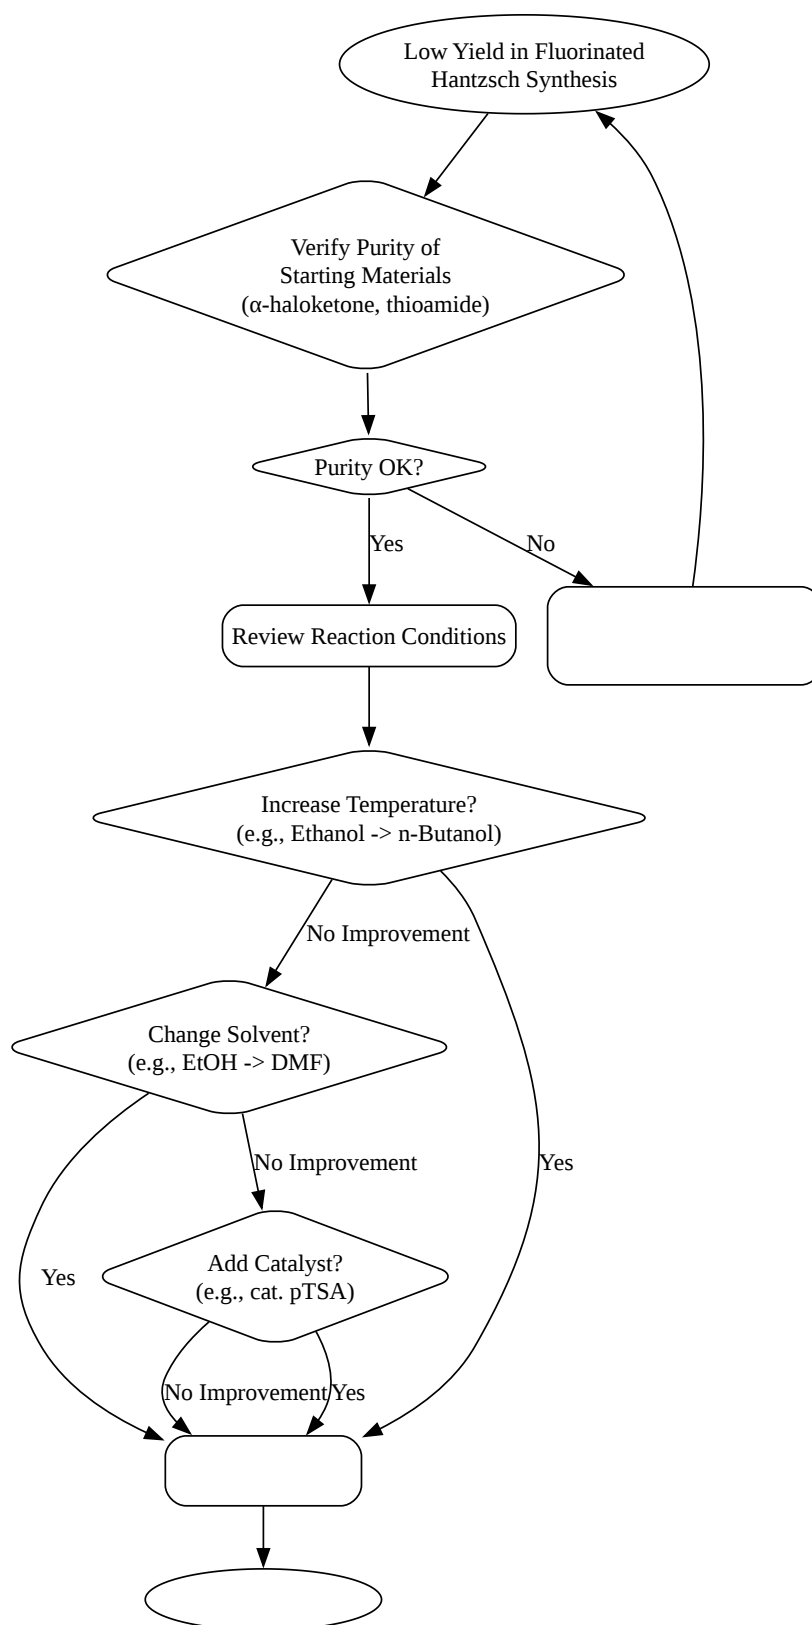 Low Yield in Fluorinated
Hantzsch Synthesis
Verify Purity of
Starting Materials
(α-haloketone, thioamide)
Purity OK?
Yes
No
Review Reaction Conditions
Increase Temperature?
(e.g., Ethanol -> n-Butanol)
No Improvement
Change Solvent?
(e.g., EtOH -> DMF)
No Improvement
Yes
Add Catalyst?
(e.g., cat. pTSA)
Yes
No Improvement
Yes